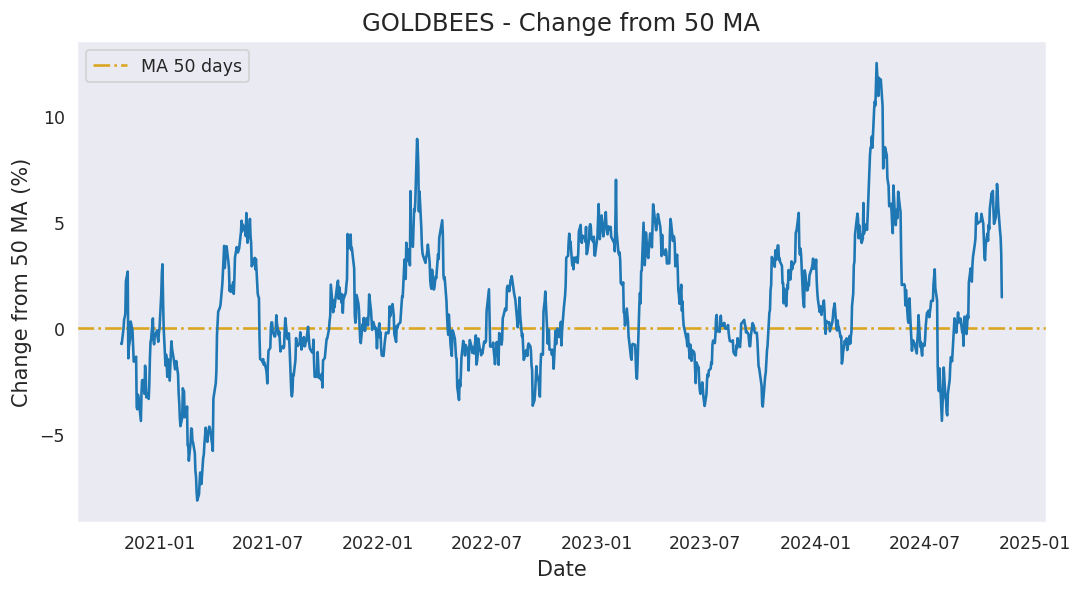 GOLDBEES - Change from 50 MA
MA 50 days
Change from 50 MA (%)
10
5
0
−5
2021-01 2021-07 2022-01 2022-07 2023-01 2023-07 2024-01 2024-07 2025-01
Date